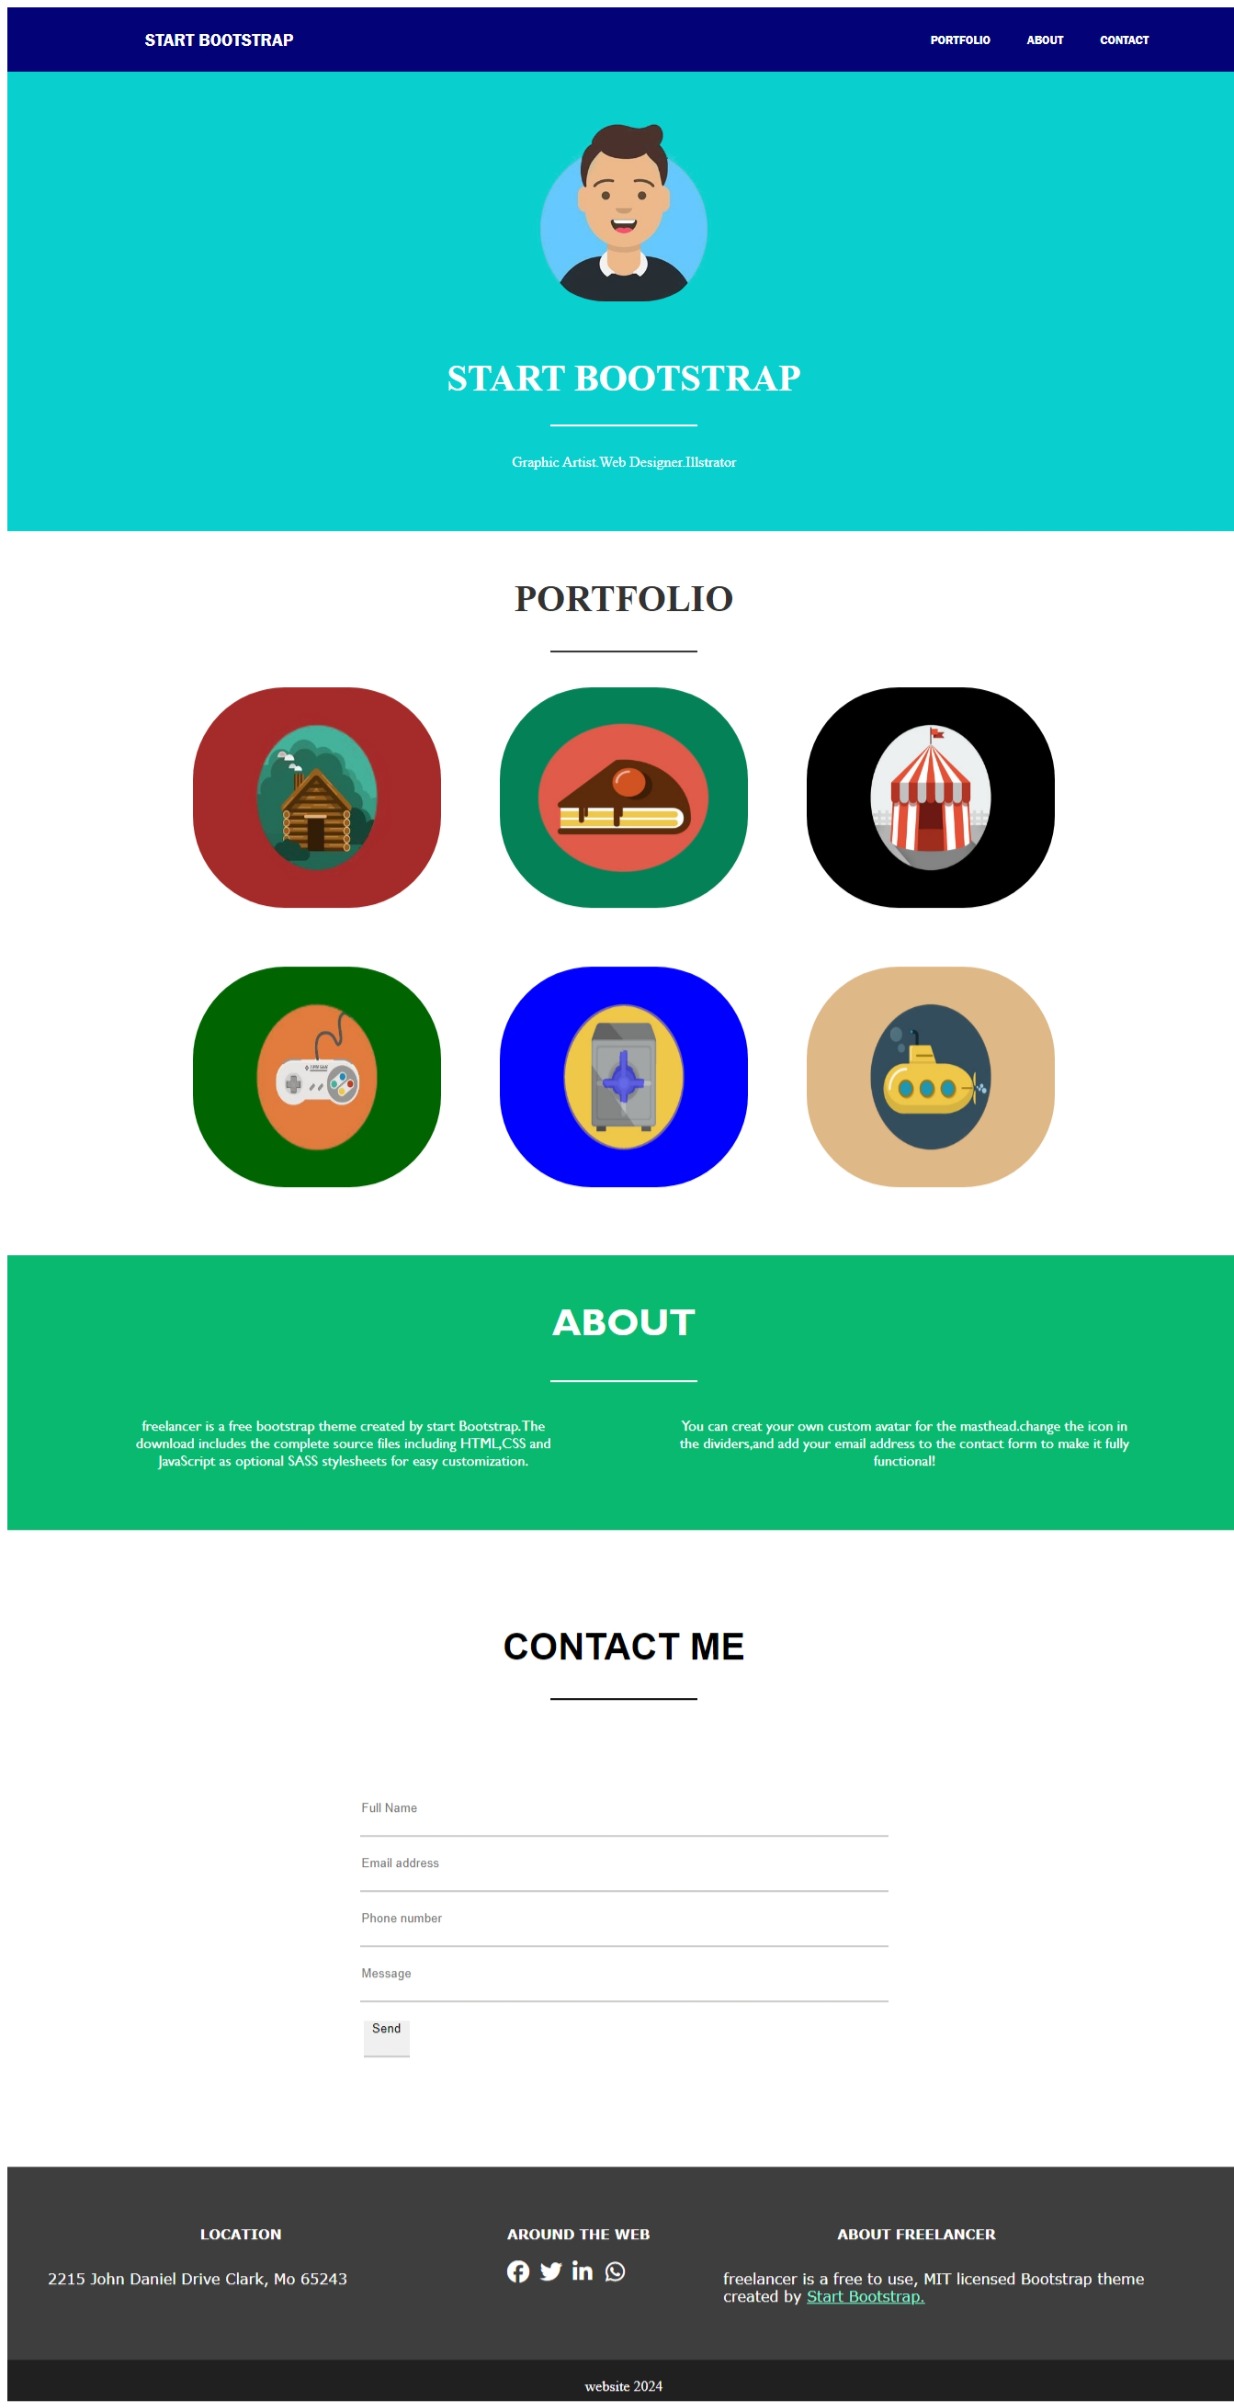 START BOOTSTRAP
PORTFOLIO ABOUT CONTACT
START BOOTSTRAP
Graphic Artist.Web Designer.Illstrator
PORTFOLIO
ABOUT
freelancer is a free bootstrap theme created by start Bootstrap.The
download includes the complete source files including HTML,CSS and
JavaScript as optional SASS stylesheets for easy customization.
You can creat your own custom avatar for the masthead.change the icon in
the dividers,and add your email address to the contact form to make it fully
functional!
CONTACT ME
Full Name
Email address
Phone number
Message
Send
LOCATION
2215 John Daniel Drive Clark, Mo 65243
AROUND THE WEB
ABOUT FREELANCER
freelancer is a free to use, MIT licensed Bootstrap theme
created by Start Bootstrap.
website 2024